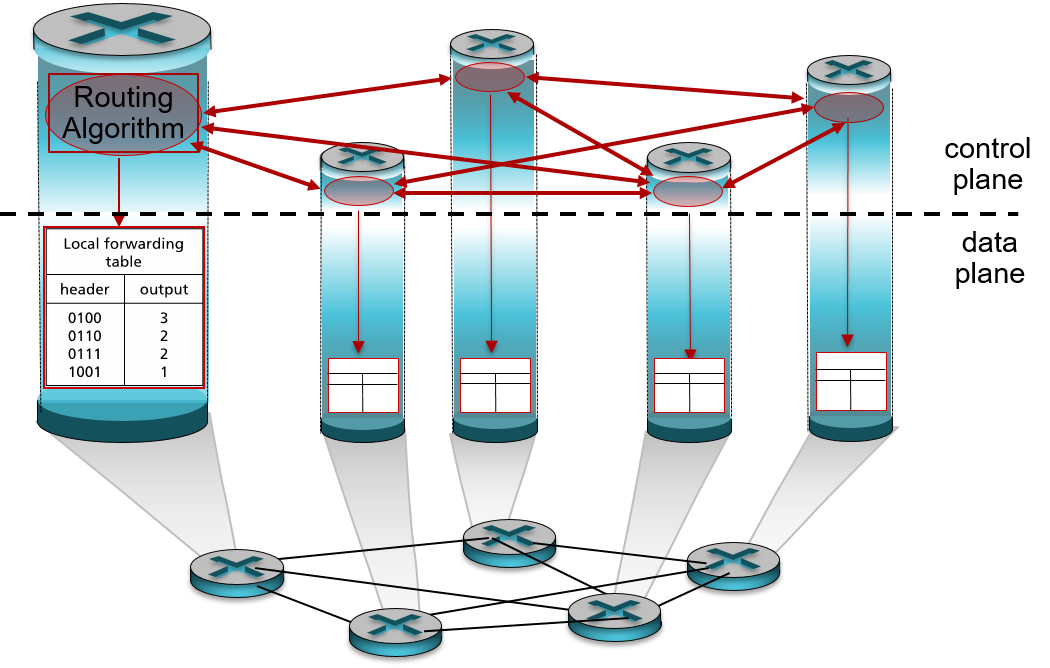 Routing
Algorithm
control
plane
data
plane
Local forwarding
table
header output
0100 3
0110 2
0111 2
1001 1